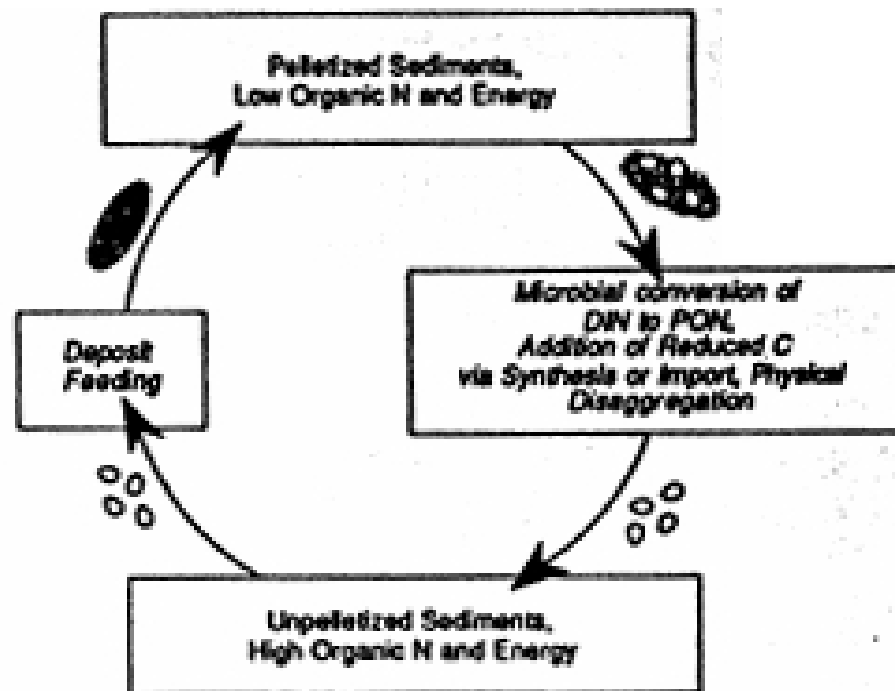 Pelletized Sediments,
Low Organic N and Energy
Microbial conversion of
DIN to PON,
Addition of Reduced C
via Synthesis or Import, Physical
Disaggregation
Deposit
Feeding
Unpelletized Sediments,
High Organic N and Energy